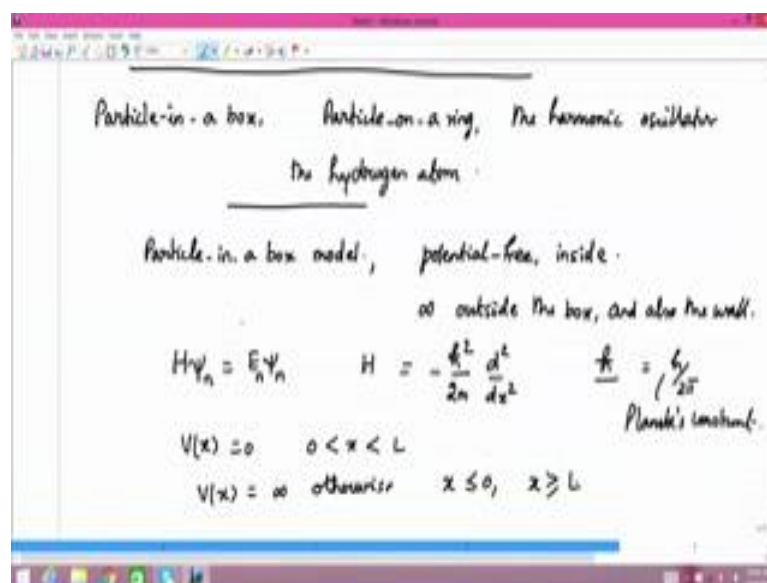 Particle-in-a box, Particle-on-a ring, The harmonic oscillator
The hydrogen atom.
Particle-in-a box model, potential-free, inside.
∞ outside the box, and also the wall.
Hψₙ = Eₙψₙ H = -ℏ²/2m d²/dx² ℏ = h/2π
Planck's constant.
V(x) = 0 0 < x < L
V(x) = ∞ otherwise x ≤ 0, x ≥ L